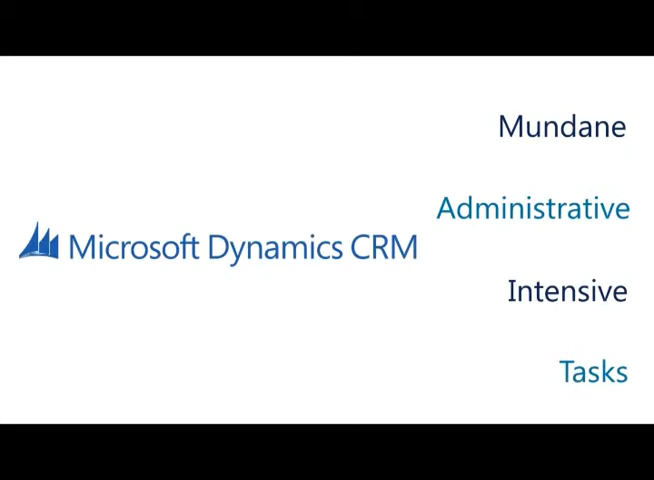 Mundane
Administrative
Microsoft Dynamics CRM
Intensive
Tasks